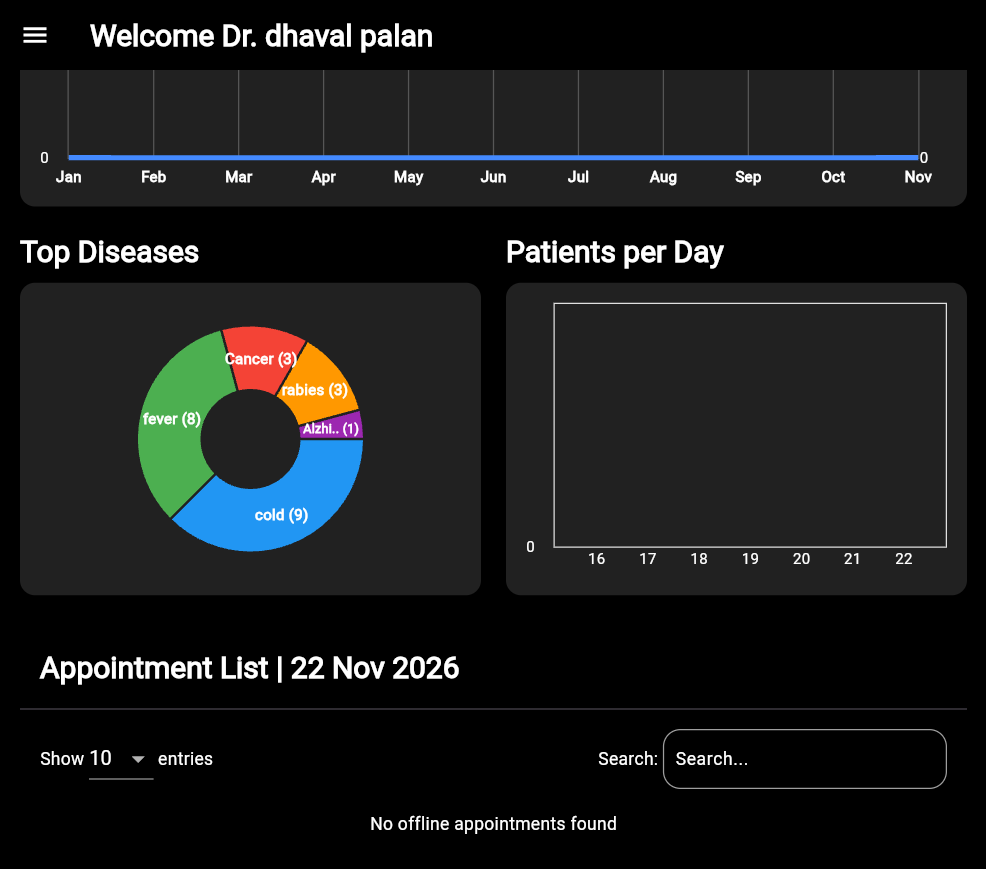 Welcome Dr. dhaval palan
0 0
Jan Feb Mar Apr May Jun Jul Aug Sep Oct Nov
Top Diseases
Cancer (3)
rabies (3)
fever (8)
Alzhi.. (1)
cold (9)
Patients per Day
0
16 17 18 19 20 21 22
Appointment List | 22 Nov 2026
Show 10 entries Search: Search...
No offline appointments found